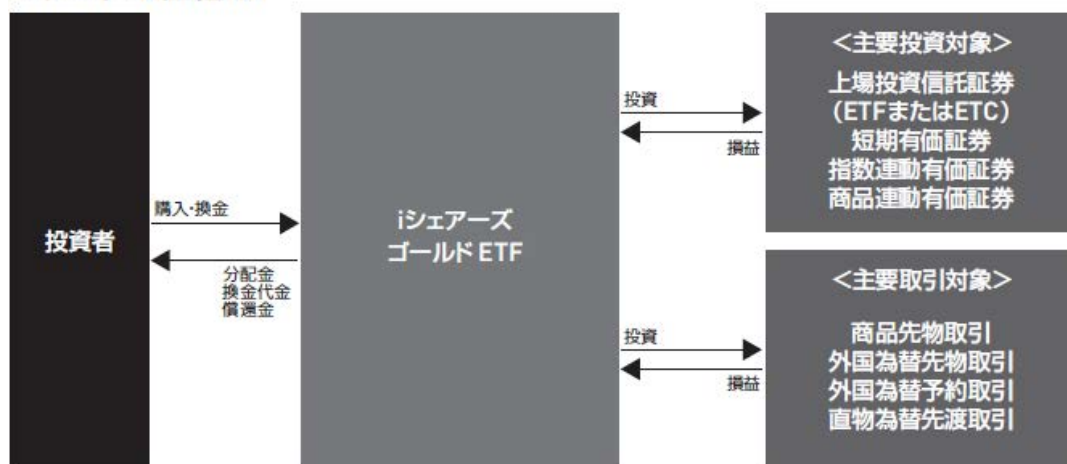 投資者
購入・換金
分配金
換金代金
償還金
iシェアーズ
ゴールド ETF
投資
損益
<主要投資対象>
上場投資信託証券
(ETFまたはETC)
短期有価証券
指数連動有価証券
商品連動有価証券
投資
損益
<主要取引対象>
商品先物取引
外国為替先物取引
外国為替予約取引
直物為替先渡取引